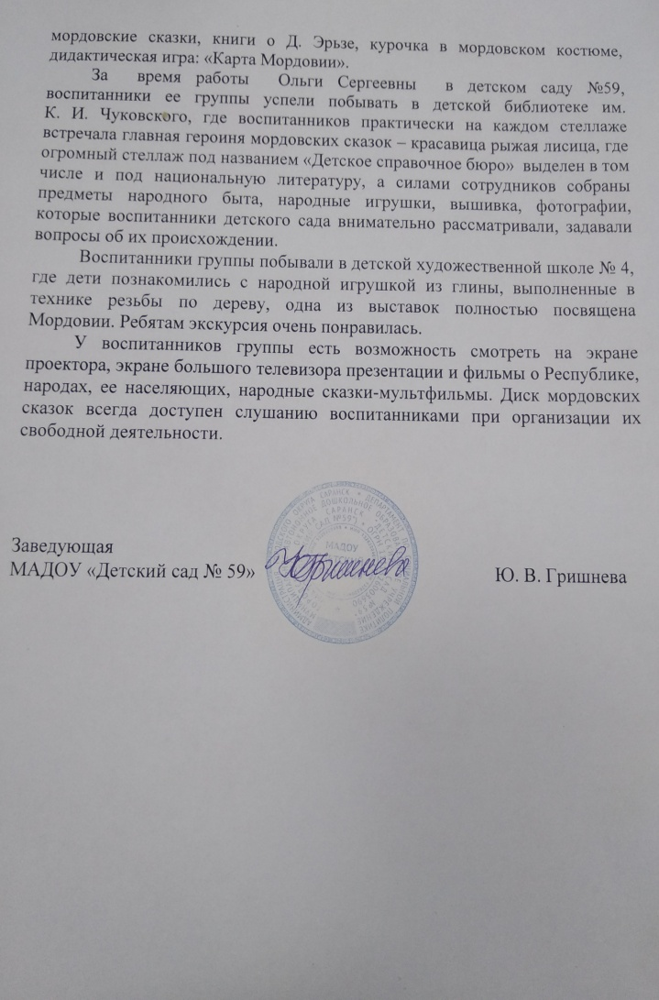 мордовские сказки, книги о Д. Эрьзе, курочка в мордовском костюме,
дидактическая игра: «Карта Мордовии».
За время работы Ольги Сергеевны в детском саду №59,
воспитанники ее группы успели побывать в детской библиотеке им.
К. И. Чуковского, где воспитанников практически на каждом стеллаже
встречала главная героиня мордовских сказок – красавица рыжая лисица, где
огромный стеллаж под названием «Детское справочное бюро» выделен в том
числе и под национальную литературу, а силами сотрудников собраны
предметы народного быта, народные игрушки, вышивка, фотографии,
которые воспитанники детского сада внимательно рассматривали, задавали
вопросы об их происхождении.
Воспитанники группы побывали в детской художественной школе № 4,
где дети познакомились с народной игрушкой из глины, выполненные в
технике резьбы по дереву, одна из выставок полностью посвящена
Мордовии. Ребятам экскурсия очень понравилась.
У воспитанников группы есть возможность смотреть на экране
проектора, экране большого телевизора презентации и фильмы о Республике,
народах, ее населяющих, народные сказки-мультфильмы. Диск мордовских
сказок всегда доступен слушанию воспитанниками при организации их
свободной деятельности.
Заведующая
МАДОУ «Детский сад № 59»
Ю. В. Гришнева
МАДОУ